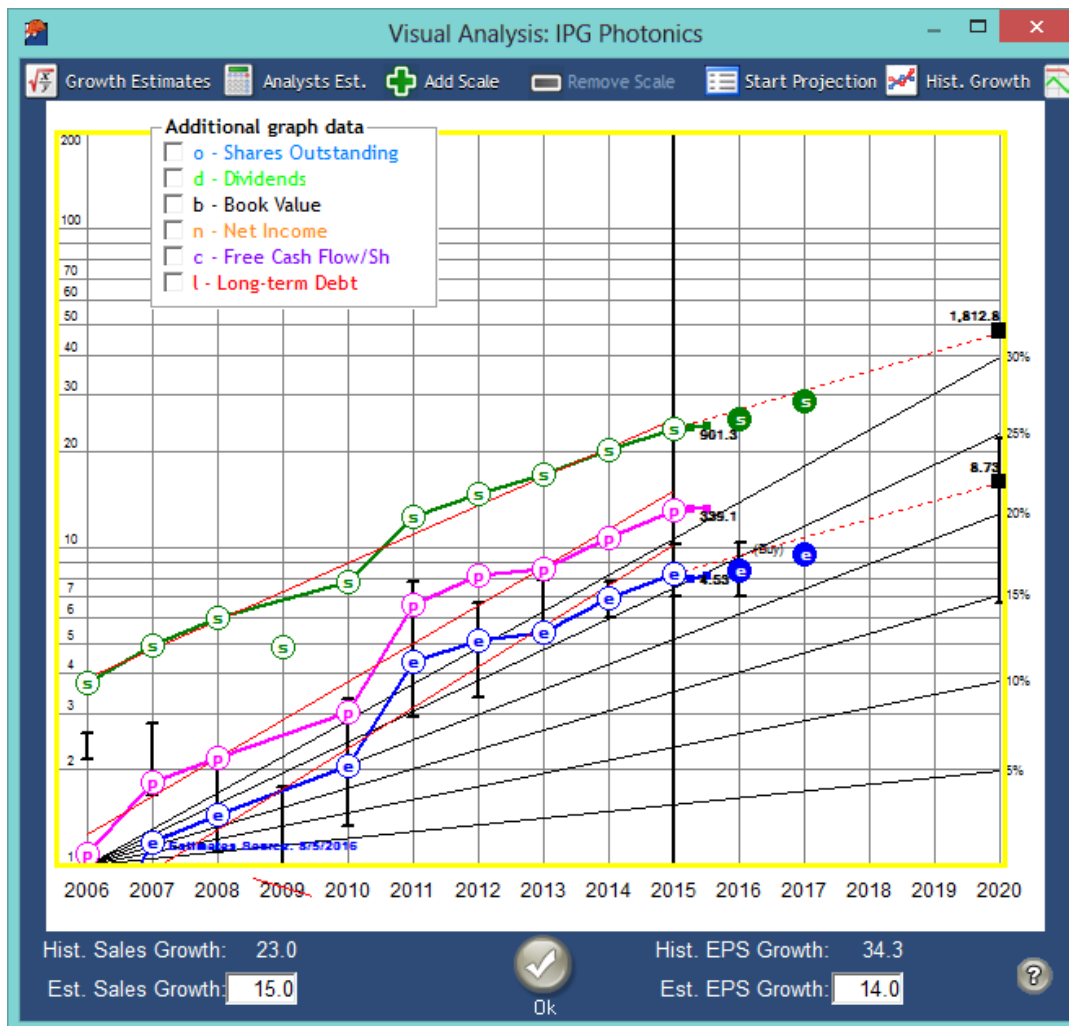 Visual Analysis: IPG Photonics
Growth Estimates Analysts Est. Add Scale Remove Scale Start Projection Hist. Growth
Additional graph data
o - Shares Outstanding
d - Dividends
b - Book Value
n - Net Income
c - Free Cash Flow/Sh
l - Long-term Debt
200
100
70
60
50
40
30
20
10
7
6
5
4
3
2
1
1,812.8
30%
25%
8.73
20%
15%
10%
5%
901.3
339.1
(Buy)
4.53
s s s s s s s s s s s s
p p p p p p p p p
e e e e e e e e e e
Estimates Source: 8/5/2016
2006 2007 2008 2009 2010 2011 2012 2013 2014 2015 2016 2017 2018 2019 2020
Hist. Sales Growth: 23.0 Hist. EPS Growth: 34.3
Est. Sales Growth: 15.0 Est. EPS Growth: 14.0
Ok
?